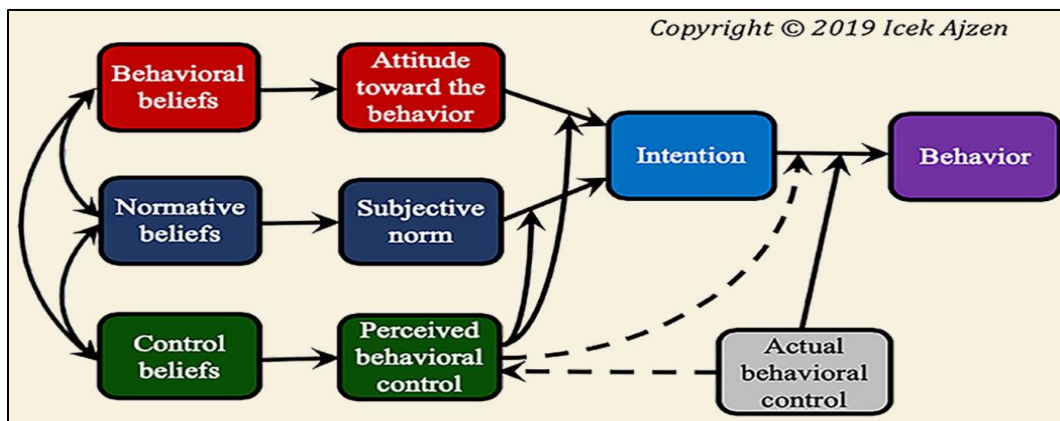 Copyright © 2019 Icek Ajzen
Behavioral
beliefs
Attitude
toward the
behavior
Intention
Behavior
Normative
beliefs
Subjective
norm
Control
beliefs
Perceived
behavioral
control
Actual
behavioral
control